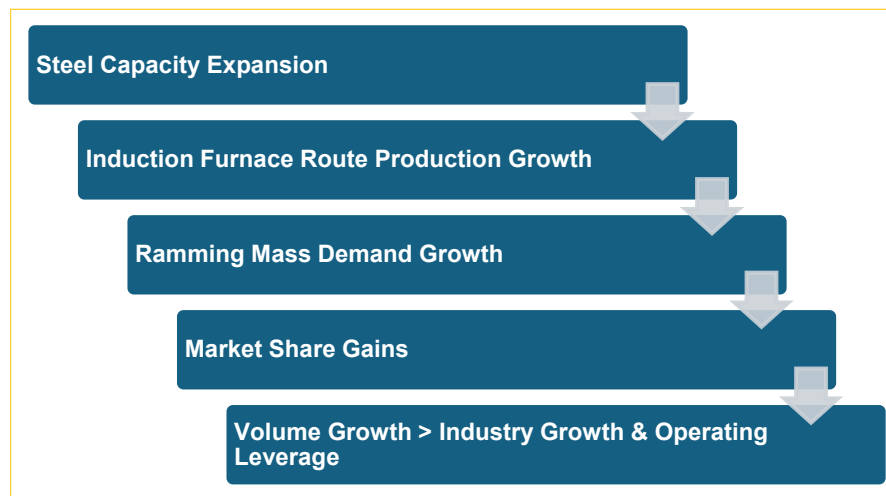 Steel Capacity Expansion
Induction Furnace Route Production Growth
Ramming Mass Demand Growth
Market Share Gains
Volume Growth > Industry Growth & Operating
Leverage